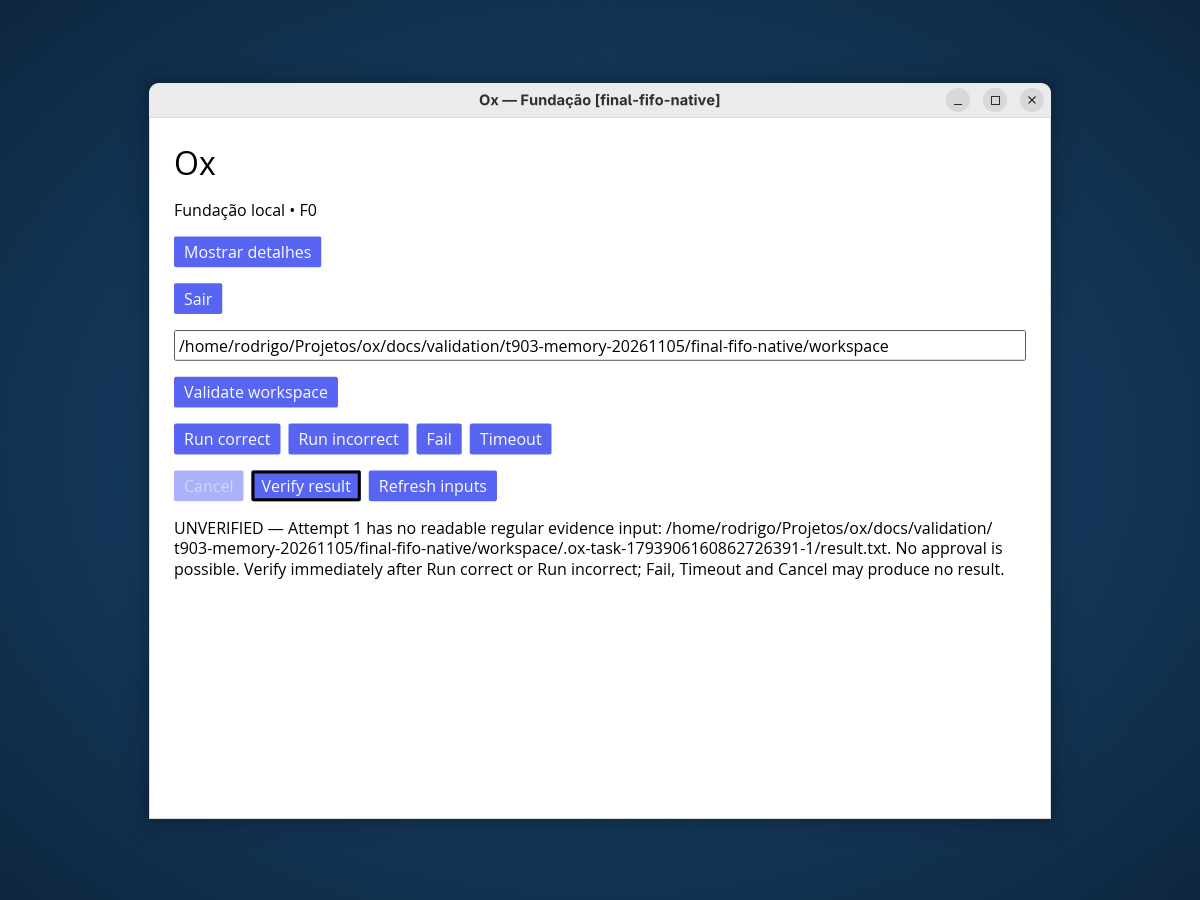 Ox — Fundação [final-fifo-native]
Ox
Fundação local • F0
Mostrar detalhes
Sair
/home/rodrigo/Projetos/ox/docs/validation/t903-memory-20261105/final-fifo-native/workspace
Validate workspace
Run correct Run incorrect Fail Timeout
Cancel Verify result Refresh inputs
UNVERIFIED — Attempt 1 has no readable regular evidence input: /home/rodrigo/Projetos/ox/docs/validation/
t903-memory-20261105/final-fifo-native/workspace/.ox-task-1793906160862726391-1/result.txt. No approval is
possible. Verify immediately after Run correct or Run incorrect; Fail, Timeout and Cancel may produce no result.